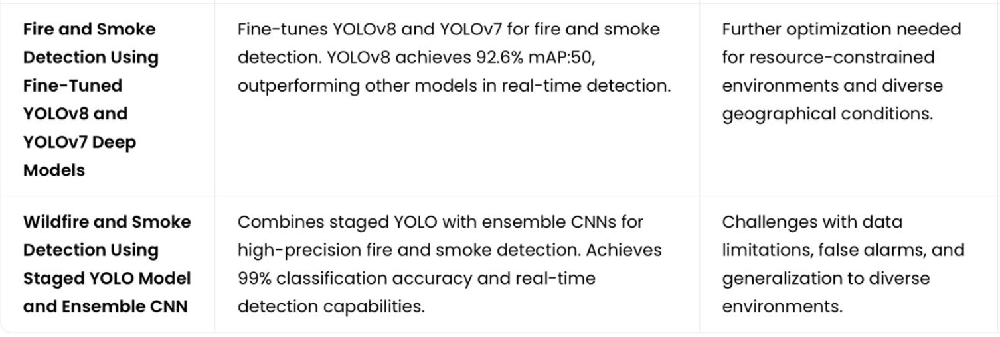 Fire and Smoke
Detection Using
Fine-Tuned
YOLOv8 and
YOLOv7 Deep
Models
Fine-tunes YOLOv8 and YOLOv7 for fire and smoke
detection. YOLOv8 achieves 92.6% mAP:50,
outperforming other models in real-time detection.
Further optimization needed
for resource-constrained
environments and diverse
geographical conditions.
Wildfire and Smoke
Detection Using
Staged YOLO Model
and Ensemble CNN
Combines staged YOLO with ensemble CNNs for
high-precision fire and smoke detection. Achieves
99% classification accuracy and real-time
detection capabilities.
Challenges with data
limitations, false alarms, and
generalization to diverse
environments.